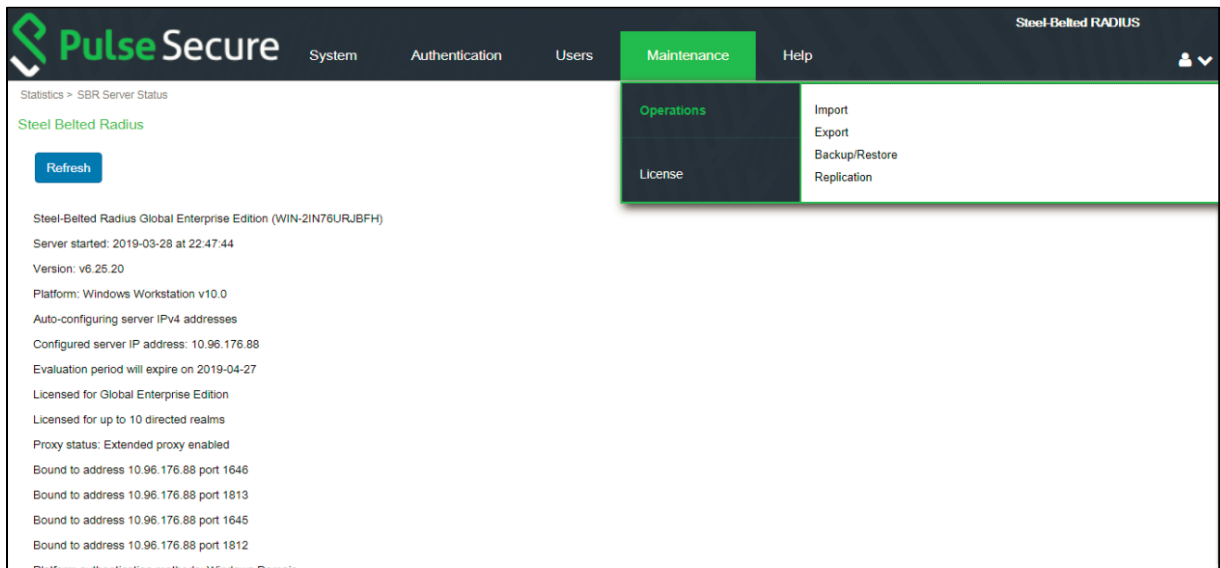 Steel-Belted RADIUS
Pulse Secure
System Authentication Users Maintenance Help
Statistics > SBR Server Status
Steel Belted Radius
Refresh
Operations
License
Import
Export
Backup/Restore
Replication
Steel-Belted Radius Global Enterprise Edition (WIN-2IN76URJBFH)
Server started: 2019-03-28 at 22:47:44
Version: v6.25.20
Platform: Windows Workstation v10.0
Auto-configuring server IPv4 addresses
Configured server IP address: 10.96.176.88
Evaluation period will expire on 2019-04-27
Licensed for Global Enterprise Edition
Licensed for up to 10 directed realms
Proxy status: Extended proxy enabled
Bound to address 10.96.176.88 port 1646
Bound to address 10.96.176.88 port 1813
Bound to address 10.96.176.88 port 1645
Bound to address 10.96.176.88 port 1812